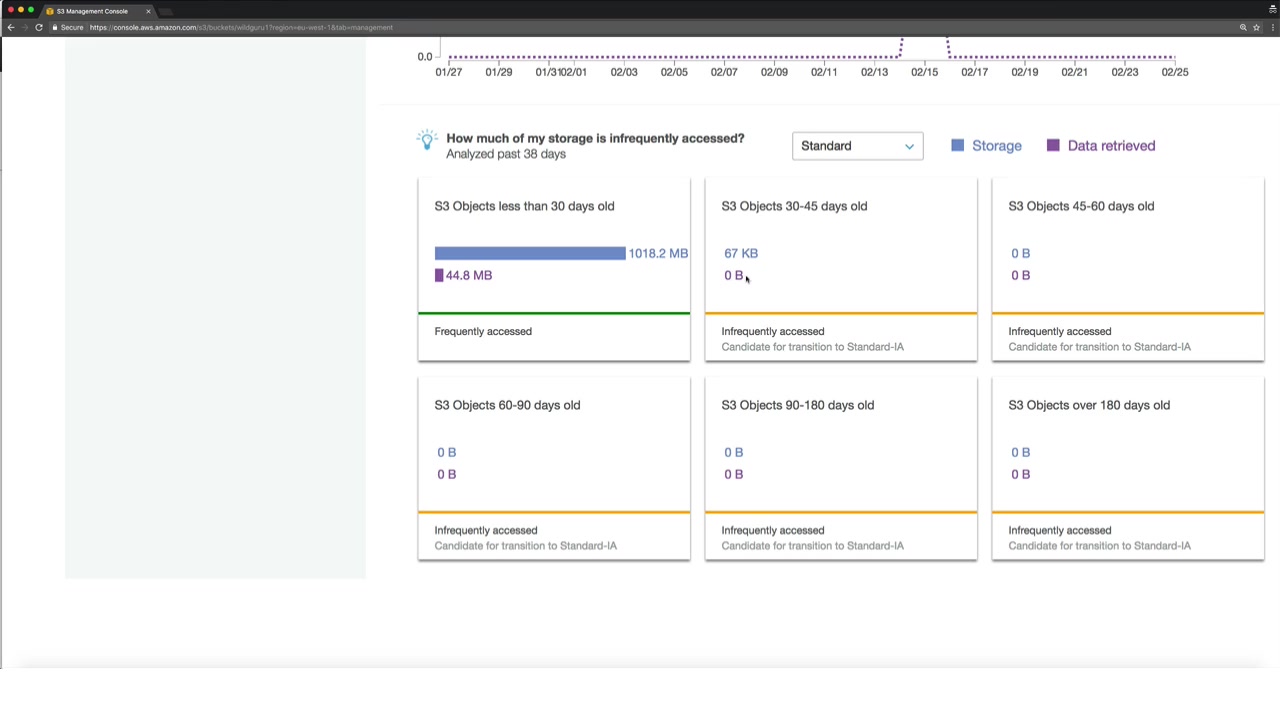 S3 Management Console
Secure https://console.aws.amazon.com/s3/buckets/wildguru1?region=eu-west-1&tab=management
0.0
01/27 01/29 01/31 02/01 02/03 02/05 02/07 02/09 02/11 02/13 02/15 02/17 02/19 02/21 02/23 02/25
How much of my storage is infrequently accessed?
Analyzed past 38 days
Standard
Storage
Data retrieved
S3 Objects less than 30 days old
1018.2 MB
44.8 MB
Frequently accessed
S3 Objects 30-45 days old
67 KB
0 B
Infrequently accessed
Candidate for transition to Standard-IA
S3 Objects 45-60 days old
0 B
0 B
Infrequently accessed
Candidate for transition to Standard-IA
S3 Objects 60-90 days old
0 B
0 B
Infrequently accessed
Candidate for transition to Standard-IA
S3 Objects 90-180 days old
0 B
0 B
Infrequently accessed
Candidate for transition to Standard-IA
S3 Objects over 180 days old
0 B
0 B
Infrequently accessed
Candidate for transition to Standard-IA